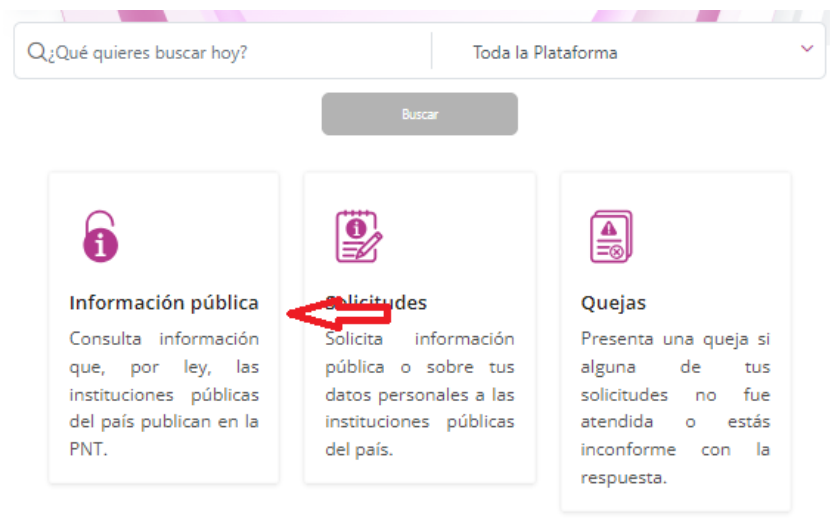 ¿Qué quieres buscar hoy?
Toda la Plataforma
Buscar
Información pública
Consulta información
que, por ley, las
instituciones públicas
del país publican en la
PNT.
Solicitudes
Solicita información
pública o sobre tus
datos personales a las
instituciones públicas
del país.
Quejas
Presenta una queja si
alguna de tus
solicitudes no fue
atendida o estás
inconforme con la
respuesta.